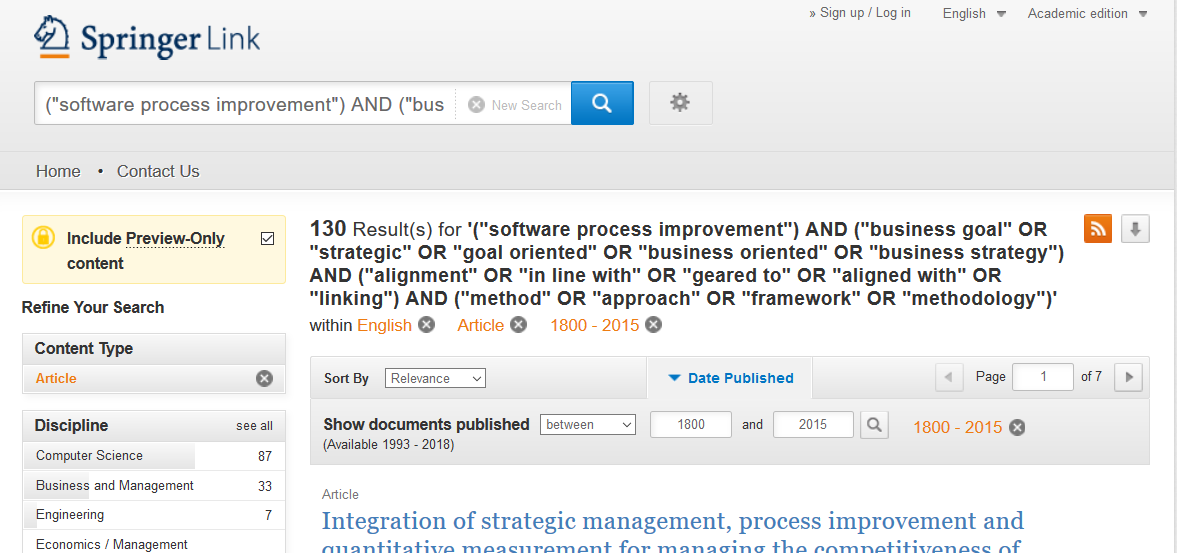 » Sign up / Log in English Academic edition
Springer Link
("software process improvement") AND ("bus New Search
Home • Contact Us
Include Preview-Only
content
Refine Your Search
Content Type
Article
Discipline see all
Computer Science 87
Business and Management 33
Engineering 7
Economics / Management
130 Result(s) for '("software process improvement") AND ("business goal" OR
"strategic" OR "goal oriented" OR "business oriented" OR "business strategy")
AND ("alignment" OR "in line with" OR "geared to" OR "aligned with" OR
"linking") AND ("method" OR "approach" OR "framework" OR "methodology")'
within English Article 1800 - 2015
Sort By Relevance Date Published Page 1 of 7
Show documents published between 1800 and 2015 1800 - 2015
(Available 1993 - 2018)
Article
Integration of strategic management, process improvement and
quantitative measurement for managing the competitiveness of